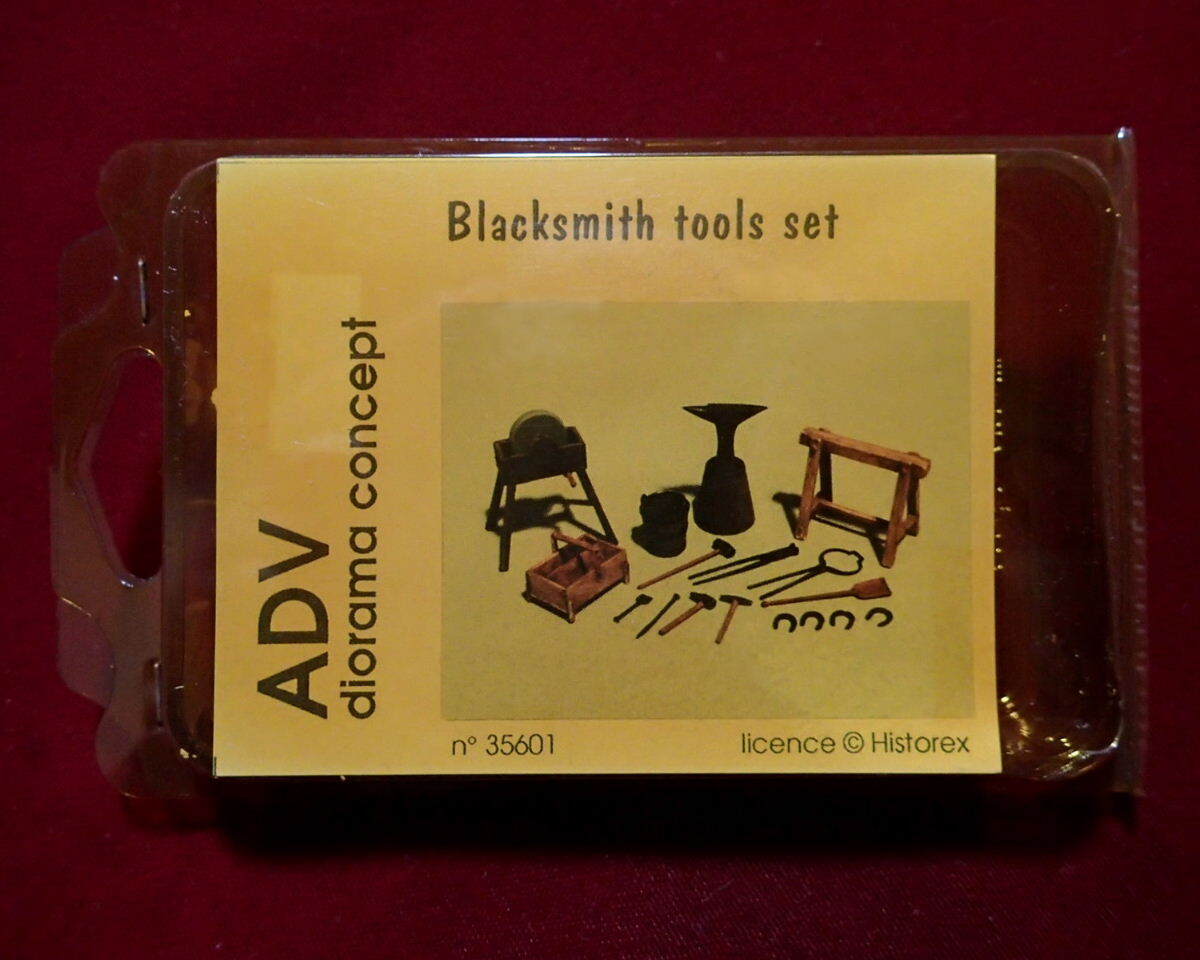 Blacksmith tools set
ADV
diorama concept
n° 35601
licence © Historex